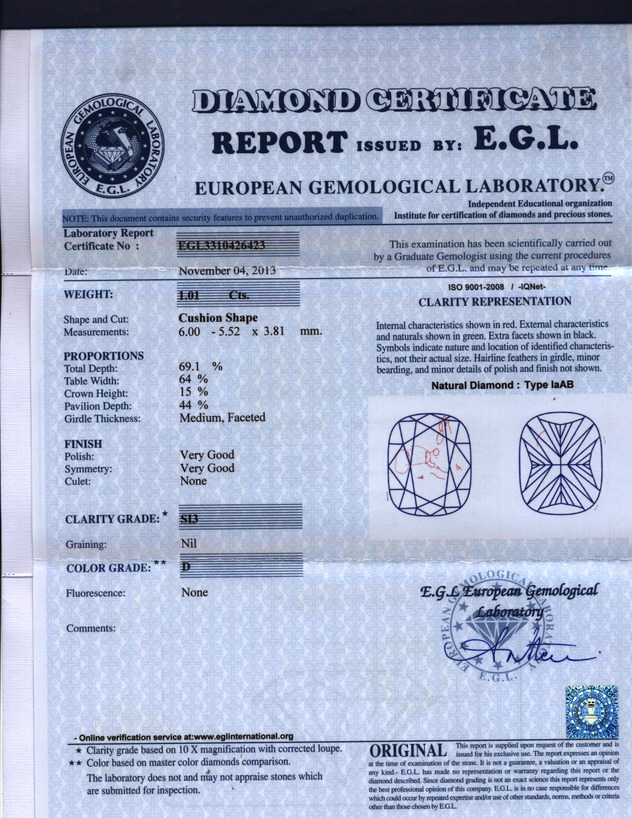 DIAMOND CERTIFICATE
REPORT ISSUED BY: E.G.L.
EUROPEAN GEMOLOGICAL LABORATORY.™
EUROPEAN GEMOLOGICAL LABORATORY
E.G.L.
Independent Educational organization
Institute for certification of diamonds and precious stones.
NOTE: This document contains security features to prevent unauthorized duplication.
Laboratory Report
Certificate No : EGL3310426423
Date: November 04, 2013
WEIGHT: 1.01 Cts.
Shape and Cut: Cushion Shape
Measurements: 6.00 - 5.52 x 3.81 mm.
PROPORTIONS
Total Depth: 69.1 %
Table Width: 64 %
Crown Height: 15 %
Pavilion Depth: 44 %
Girdle Thickness: Medium, Faceted
FINISH
Polish: Very Good
Symmetry: Very Good
Culet: None
CLARITY GRADE: * SI3
Graining: Nil
COLOR GRADE: ** D
Fluorescence: None
Comments:
This examination has been scientifically carried out
by a Graduate Gemologist using the current procedures
of E.G.L. and may be repeated at any time.
ISO 9001-2008 / -IQNet-
CLARITY REPRESENTATION
Internal characteristics shown in red. External characteristics
and naturals shown in green. Extra facets shown in black.
Symbols indicate nature and location of identified characteris-
tics, not their actual size. Hairline feathers in girdle, minor
bearding, and minor details of polish and finish not shown.
Natural Diamond : Type IaAB
E.G.L European Gemological
Laboratory
EUROPEAN GEMOLOGICAL LABORATORY
E.G.L.
- Online verification service at:www.eglinternational.org
★ Clarity grade based on 10 X magnification with corrected loupe.
★★ Color based on master color diamonds comparison.
The laboratory does not and may not appraise stones which
are submitted for inspection.
ORIGINAL This report is supplied upon request of the customer and is
issued for his exclusive use. The report expresses an opinion
at the time of examination of the stone. It is not a guarantee, a valuation or an appraisal of
any kind.- E.G.L. has made no representation or warranty regarding this report or the
diamond described. Since diamond grading is not an exact science this report represents only
the best professional opinion of this company. E.G.L. is in no case responsible for differences
which could occur by repeated expertise and/or use of other standards, norms, methods or criteria
other than those chosen by E.G.L.